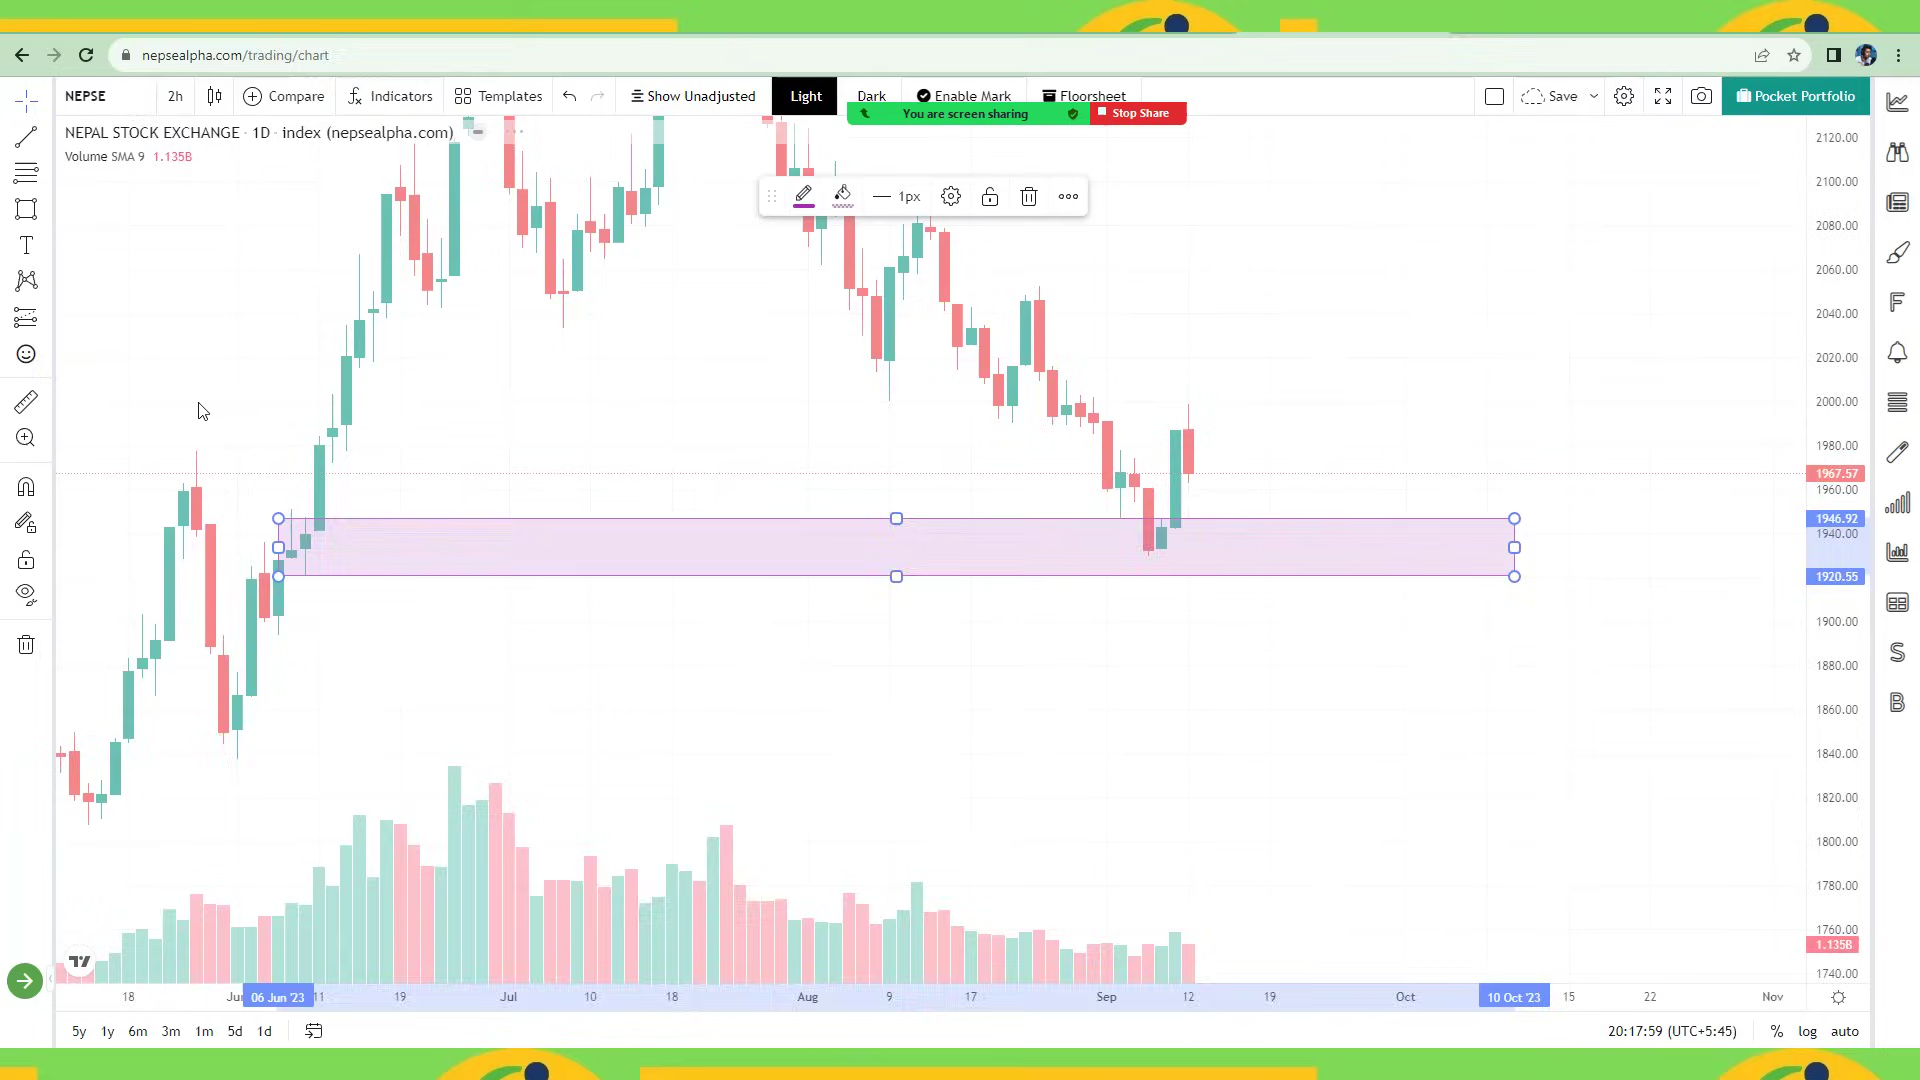 nepsealpha.com/trading/chart
NEPSE 2h Compare Indicators Templates Show Unadjusted Light Dark Enable Mark Floorsheet Save Pocket Portfolio
You are screen sharing Stop Share
NEPAL STOCK EXCHANGE · 1D · index (nepsealpha.com)
Volume SMA 9 1.135B
1px
2120.00
2100.00
2080.00
2060.00
2040.00
2020.00
2000.00
1980.00
1967.57
1960.00
1946.92
1940.00
1920.55
1900.00
1880.00
1860.00
1840.00
1820.00
1800.00
1780.00
1760.00
1.135B
1740.00
F
S
B
18 Jun 06 Jun '23 11 19 Jul 10 18 Aug 9 17 Sep 12 19 Oct 10 Oct '23 15 22 Nov
5y 1y 6m 3m 1m 5d 1d 20:17:59 (UTC+5:45) % log auto